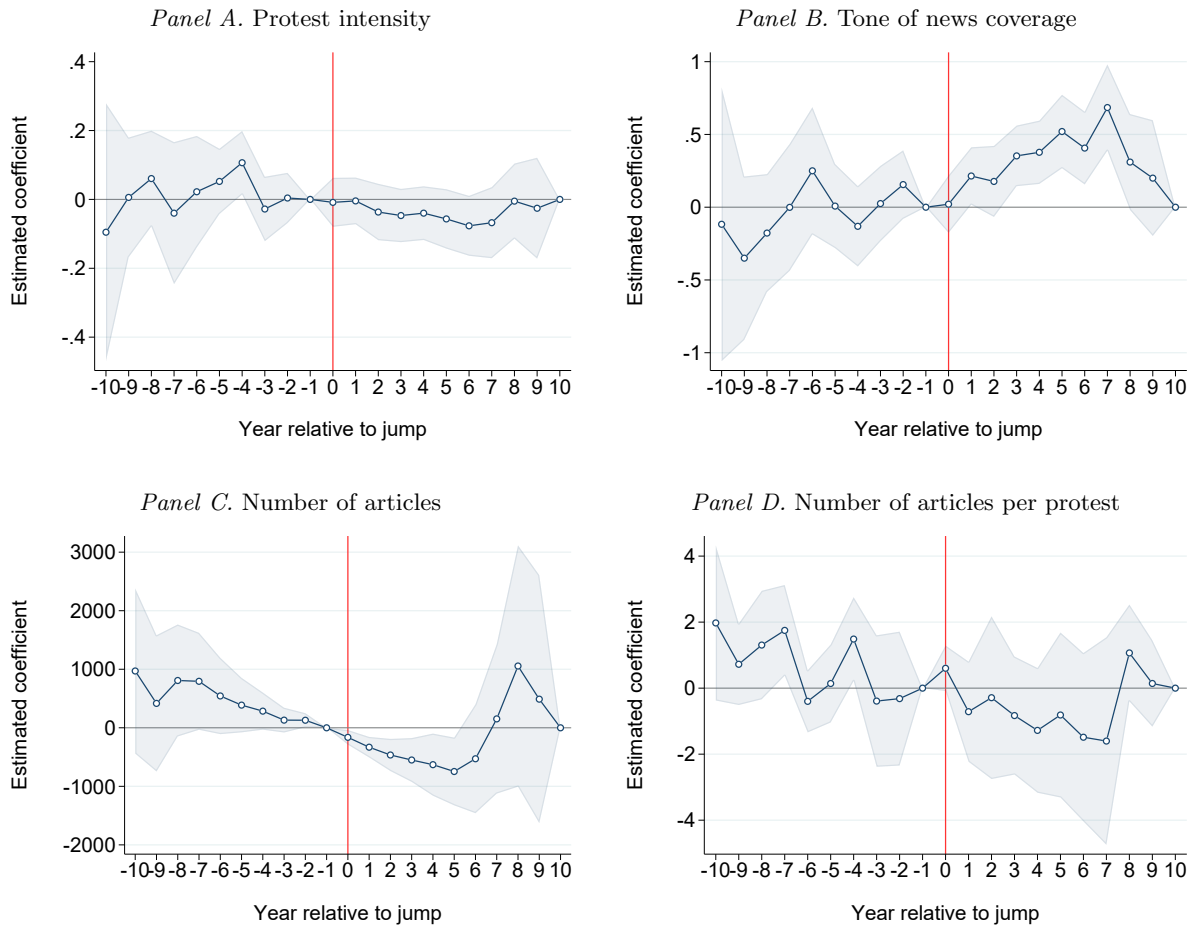 Panel A. Protest intensity
Estimated coefficient
.4
.2
0
-.2
-.4
-10 -9 -8 -7 -6 -5 -4 -3 -2 -1 0 1 2 3 4 5 6 7 8 9 10
Year relative to jump
Panel B. Tone of news coverage
Estimated coefficient
1
.5
0
-.5
-1
-10 -9 -8 -7 -6 -5 -4 -3 -2 -1 0 1 2 3 4 5 6 7 8 9 10
Year relative to jump
Panel C. Number of articles
Estimated coefficient
3000
2000
1000
0
-1000
-2000
-10 -9 -8 -7 -6 -5 -4 -3 -2 -1 0 1 2 3 4 5 6 7 8 9 10
Year relative to jump
Panel D. Number of articles per protest
Estimated coefficient
4
2
0
-2
-4
-10 -9 -8 -7 -6 -5 -4 -3 -2 -1 0 1 2 3 4 5 6 7 8 9 10
Year relative to jump